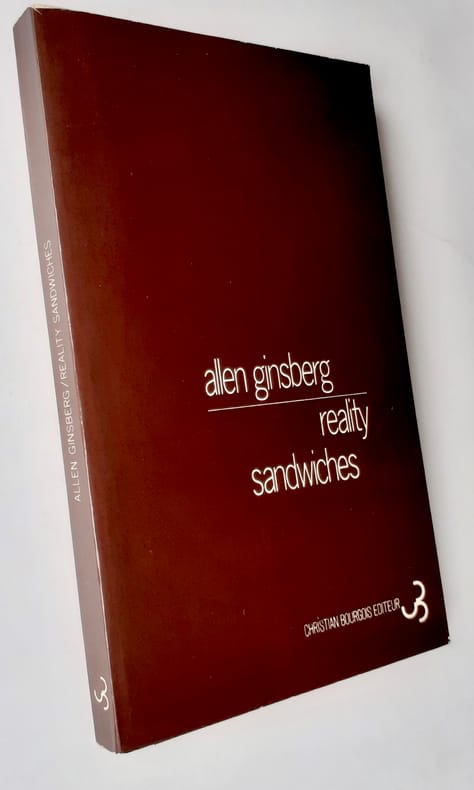 ALLEN GINSBERG / REALITY SANDWICHES
allen ginsberg
reality
sandwiches
CHRISTIAN BOURGOIS EDITEUR